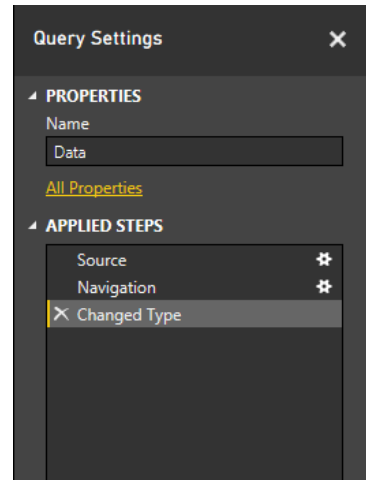 Query Settings
PROPERTIES
Name
Data
All Properties
APPLIED STEPS
Source
Navigation
Changed Type